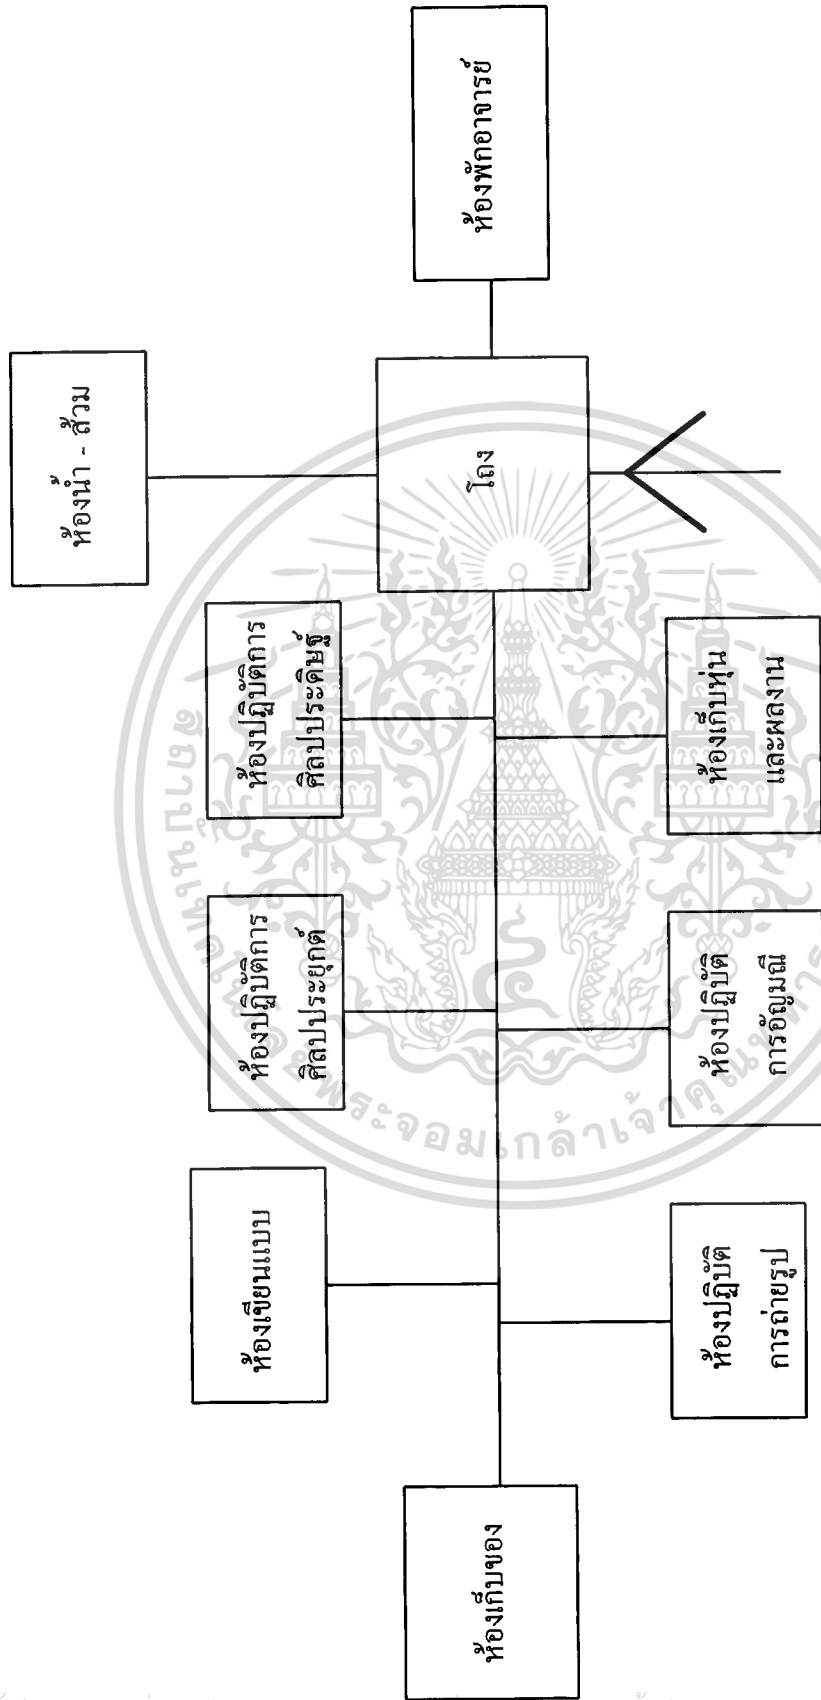 ห้องพักอาจารย์
ห้องน้ำ - ส้วม
โถง
ห้องปฏิบัติการ
ศิลปประดิษฐ์
ห้องเก็บหุ่น
และผลงาน
ห้องปฏิบัติการ
ศิลปประยุกต์
ห้องปฏิบัติ
การอัญมณี
ห้องเขียนแบบ
ห้องปฏิบัติ
การถ่ายรูป
ห้องเก็บของ